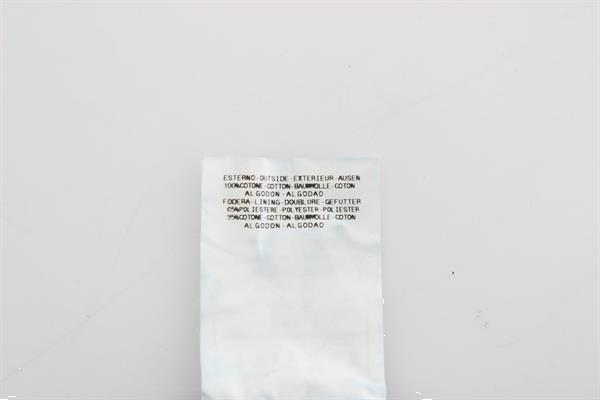 ESTERNO-OUTSIDE-EXTERIEUR-AUSEN
100%COTONE-COTTON-BAUMWOLLE-COTON
ALGODON-ALGODAO
FODERA-LINING-DOUBLURE-GEFUTTER
65%POLIESTERE-POLYESTER-POLIESTER
35%COTONE-COTTON-BAUMWOLLE-COTON
ALGODON-ALGODAO